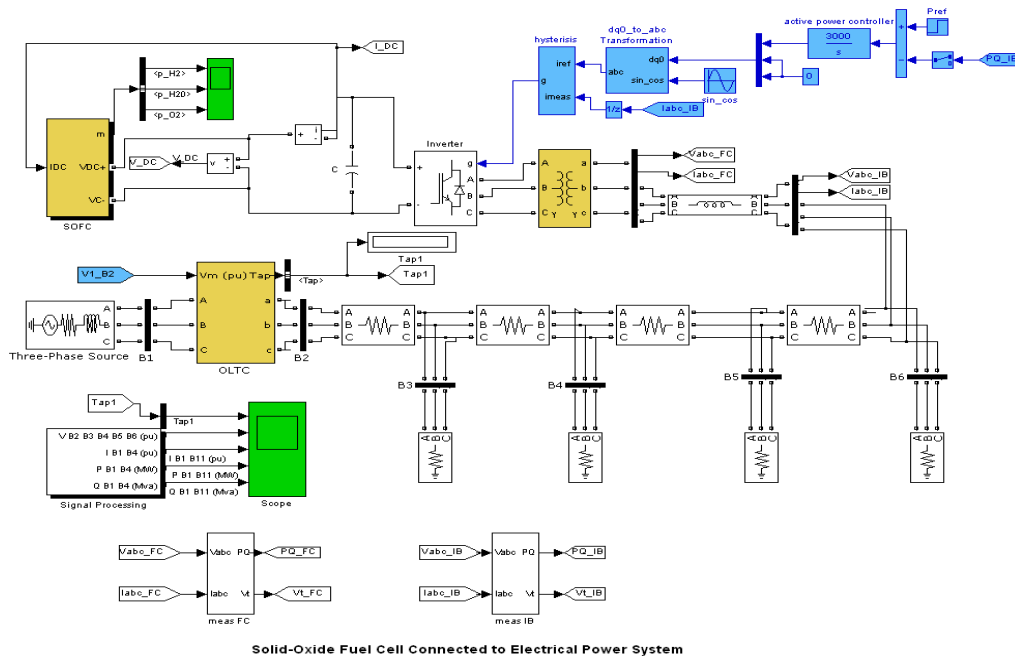 Pref
active power controller
dq0_to_abc
Transformation
hysterisis
I_DC
3000
s
PQ_IB
<p_H2>
<p_H20>
<p_O2>
iref
g
imeas
abc
dq0
sin_cos
0
sin_cos
1/z
Iabc_IB
m
IDC
VDC+
VC-
SOFC
V_DC
V_DC
v
+
-
i
+
-
C
Inverter
g
+
A
B
-
C
A
B
C
Y
a
b
c
Y
Vabc_FC
Iabc_FC
A
B
C
A
B
C
Vabc_IB
Iabc_IB
Tap1
Tap1
<Tap>
V1_B2
Vm (pu) Tap
A
B
C
a
b
c
OLTC
A
B
C
Three-Phase Source
B1
B2
A
B
C
A
B
C
A
B
C
A
B
C
A
B
C
A
B
C
A
B
C
A
B
C
B3
B4
B5
B6
A B C
A B C
A B C
A B C
Tap1
Tap1
V B2 B3 B4 B5 B6 (pu)
I B1 B4 (pu)
I B1 B11 (pu)
P B1 B4 (MW)
P B1 B11 (MW)
Q B1 B4 (Mva)
Q B1 B11 (Mva)
Signal Processing
Scope
Vabc_FC
Vabc PQ
PQ_FC
Iabc_FC
Iabc Vt
Vt_FC
meas FC
Vabc_IB
Vabc PQ
PQ_IB
Iabc_IB
Iabc Vt
Vt_IB
meas IB
Solid-Oxide Fuel Cell Connected to Electrical Power System